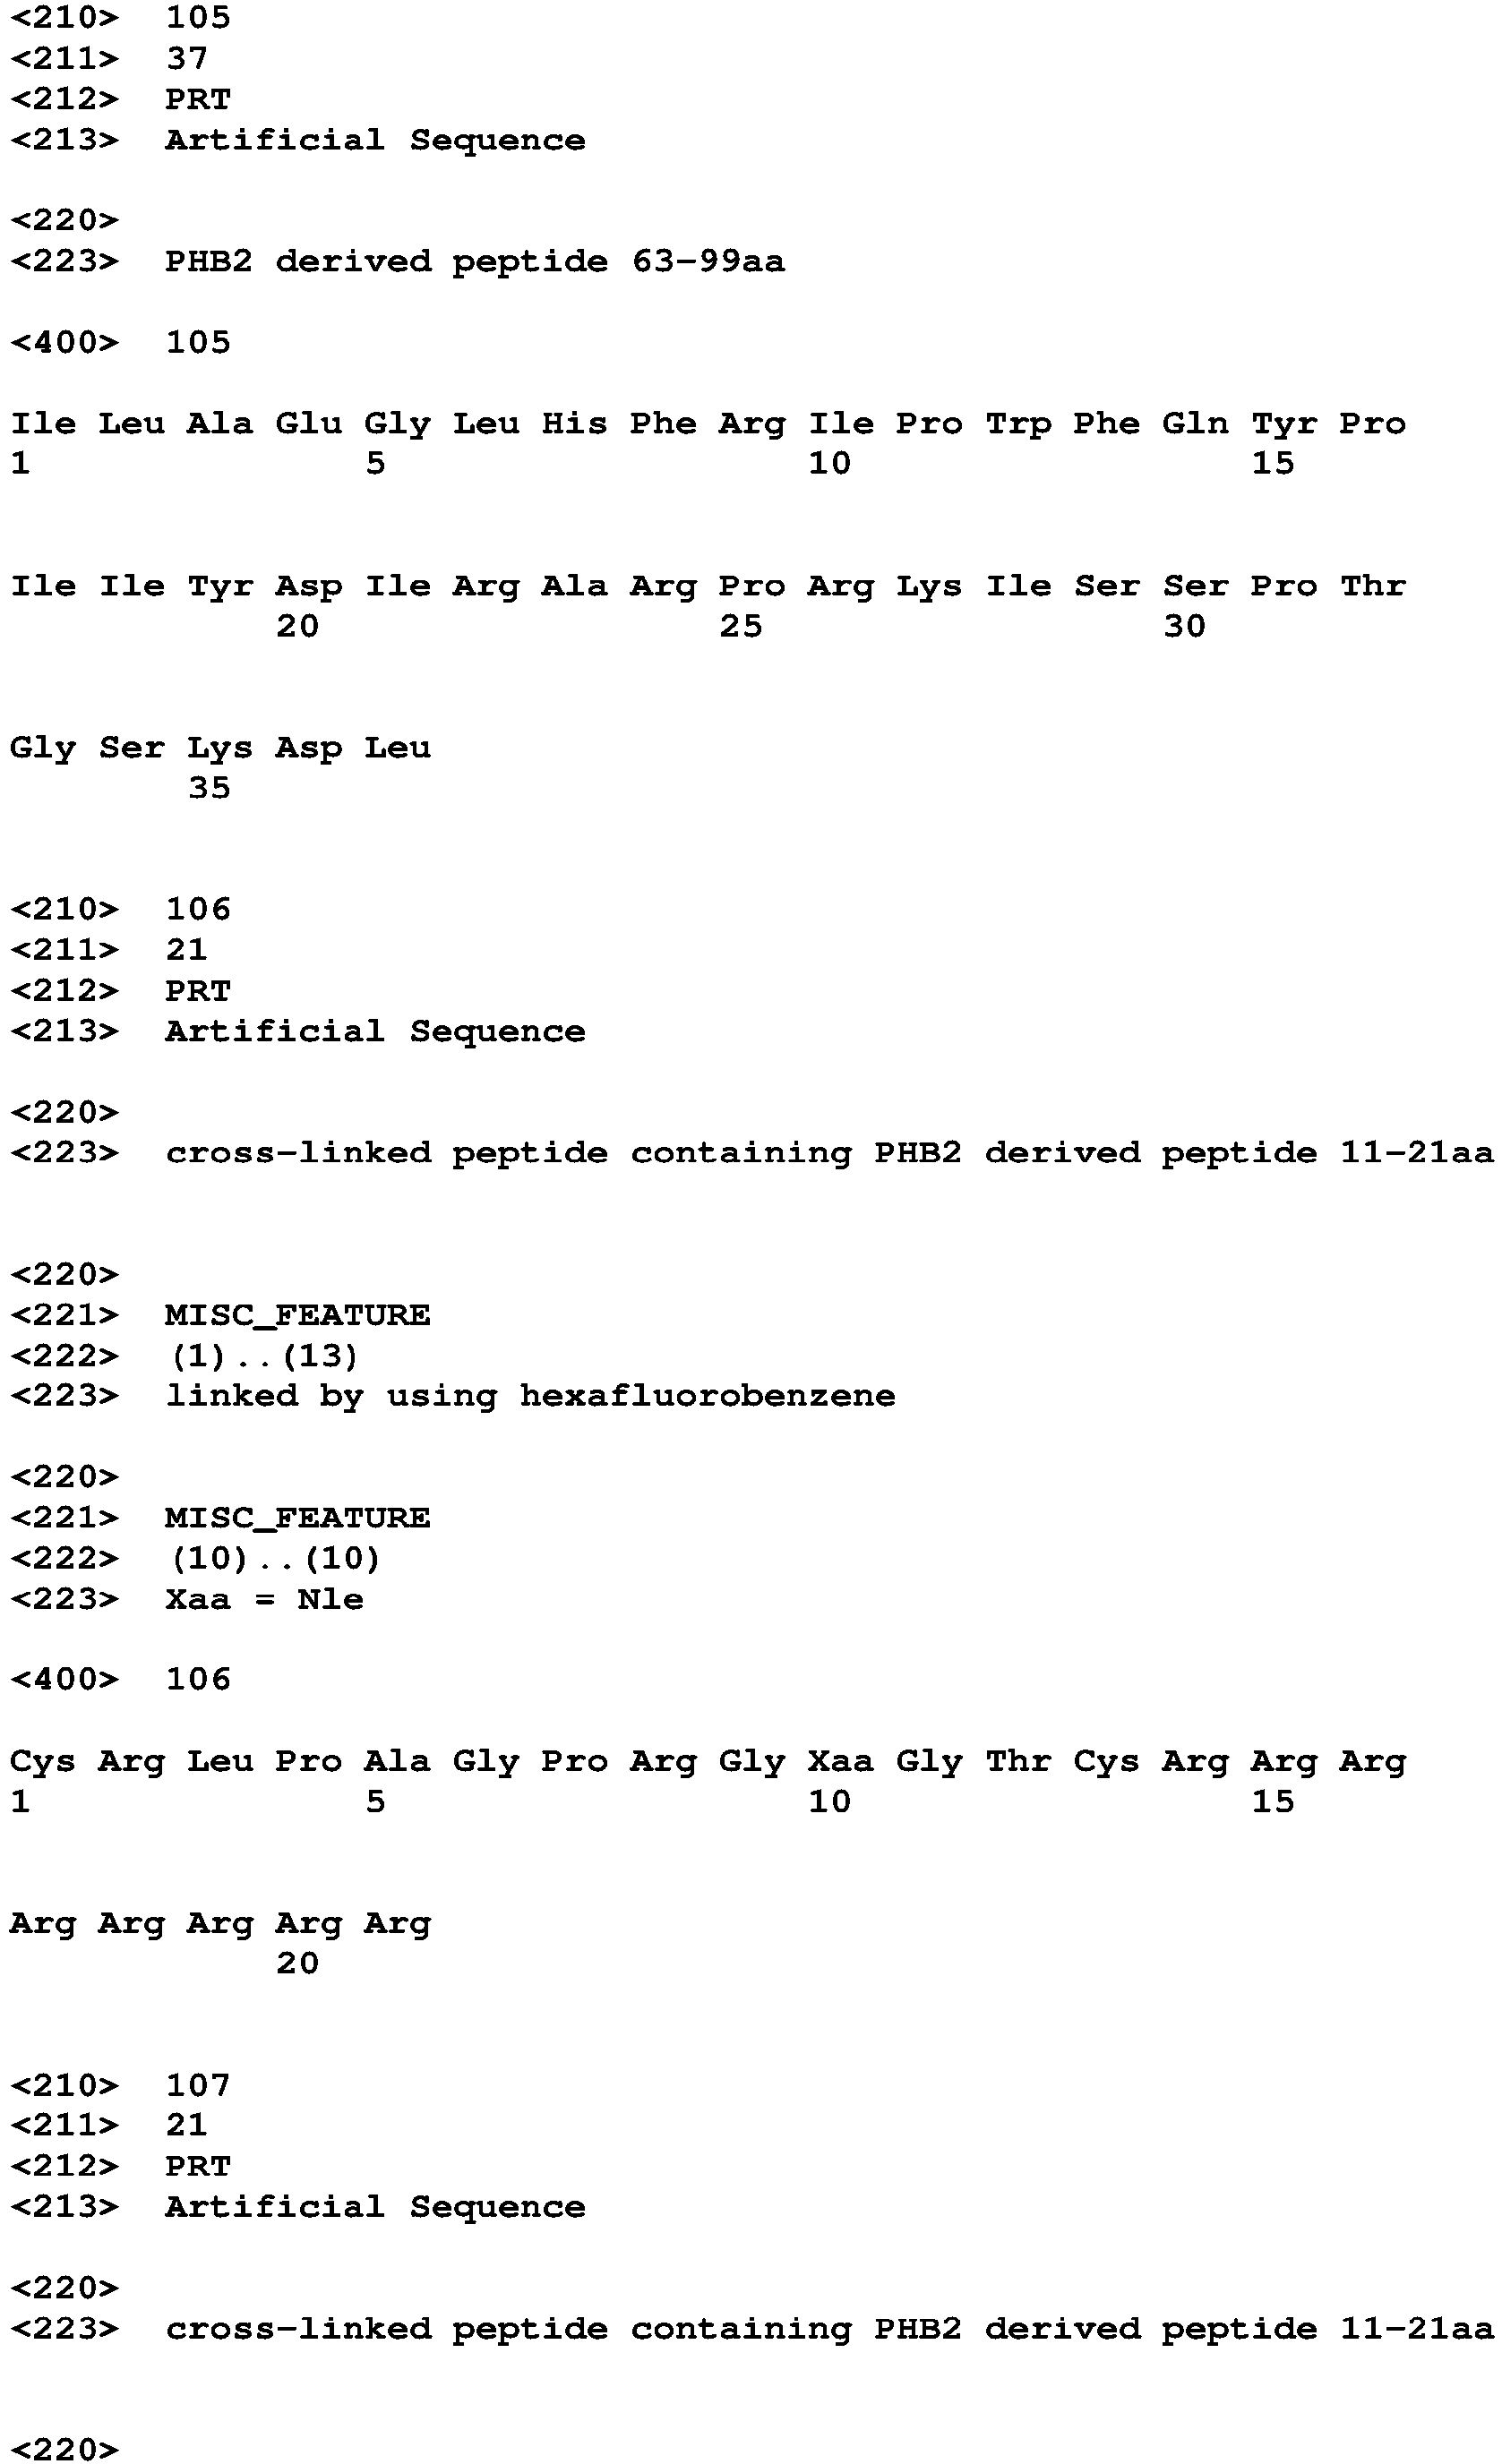 <210>  105
<211>  37
<212>  PRT
<213>  Artificial Sequence
<220>
<223>  PHB2 derived peptide 63-99aa
<400>  105
Ile Leu Ala Glu Gly Leu His Phe Arg Ile Pro Trp Phe Gln Tyr Pro
1               5                   10                  15
Ile Ile Tyr Asp Ile Arg Ala Arg Pro Arg Lys Ile Ser Ser Pro Thr
            20                  25                  30
Gly Ser Lys Asp Leu
        35
<210>  106
<211>  21
<212>  PRT
<213>  Artificial Sequence
<220>
<223>  cross-linked peptide containing PHB2 derived peptide 11-21aa
<220>
<221>  MISC_FEATURE
<222>  (1)..(13)
<223>  linked by using hexafluorobenzene
<220>
<221>  MISC_FEATURE
<222>  (10)..(10)
<223>  Xaa = Nle
<400>  106
Cys Arg Leu Pro Ala Gly Pro Arg Gly Xaa Gly Thr Cys Arg Arg Arg
1               5                   10                  15
Arg Arg Arg Arg Arg
            20
<210>  107
<211>  21
<212>  PRT
<213>  Artificial Sequence
<220>
<223>  cross-linked peptide containing PHB2 derived peptide 11-21aa
<220>